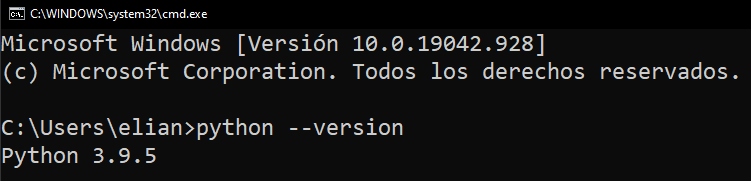 C:\WINDOWS\system32\cmd.exe
Microsoft Windows [Versión 10.0.19042.928]
(c) Microsoft Corporation. Todos los derechos reservados.
C:\Users\elian>python --version
Python 3.9.5